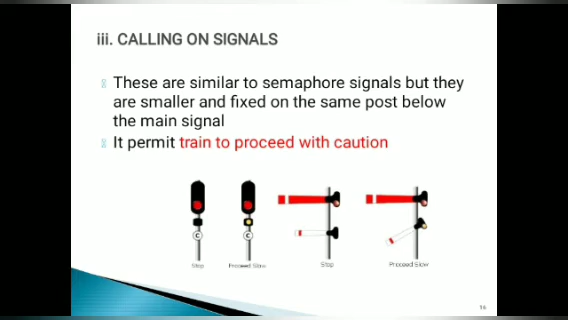 iii. CALLING ON SIGNALS
These are similar to semaphore signals but they
are smaller and fixed on the same post below
the main signal
It permit train to proceed with caution
C C
Stop Proceed Slow Stop Proceed Slow
16